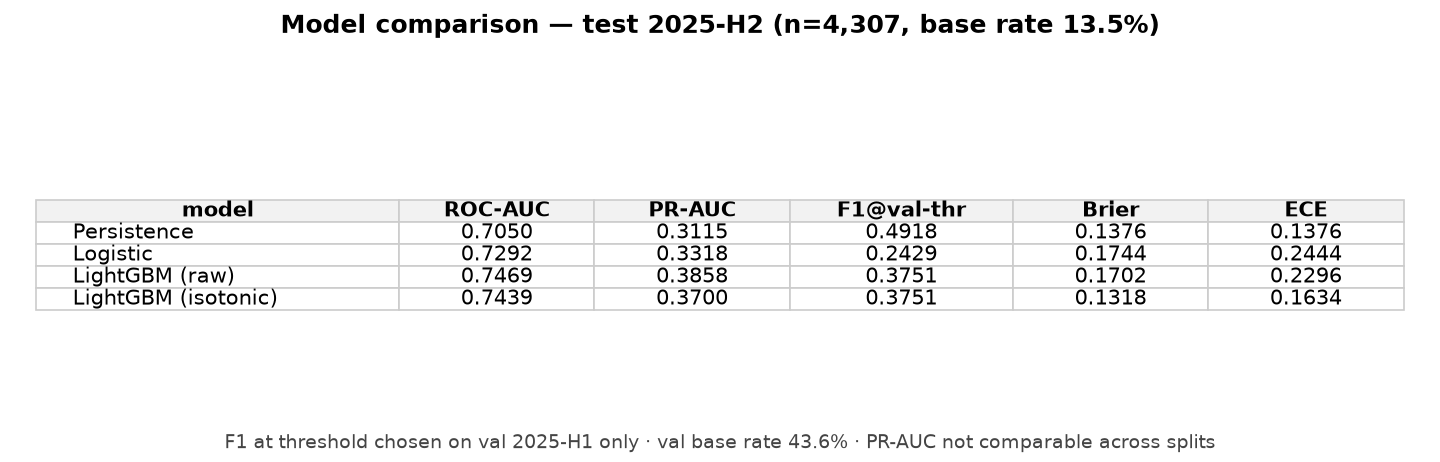 Model comparison — test 2025-H2 (n=4,307, base rate 13.5%)
model ROC-AUC PR-AUC F1@val-thr Brier ECE
Persistence 0.7050 0.3115 0.4918 0.1376 0.1376
Logistic 0.7292 0.3318 0.2429 0.1744 0.2444
LightGBM (raw) 0.7469 0.3858 0.3751 0.1702 0.2296
LightGBM (isotonic) 0.7439 0.3700 0.3751 0.1318 0.1634
F1 at threshold chosen on val 2025-H1 only · val base rate 43.6% · PR-AUC not comparable across splits